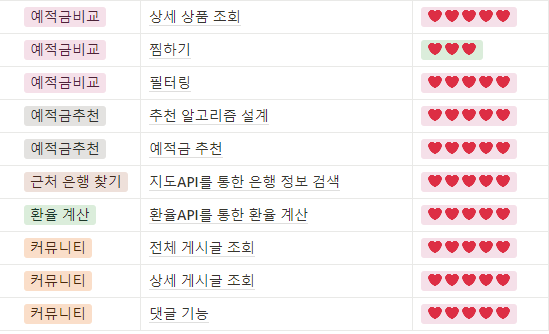 예적금비교 상세 상품 조회 ❤❤❤❤❤
예적금비교 찜하기 ❤❤❤
예적금비교 필터링 ❤❤❤❤❤
예적금추천 추천 알고리즘 설계 ❤❤❤❤❤
예적금추천 예적금 추천 ❤❤❤❤❤
근처 은행 찾기 지도API를 통한 은행 정보 검색 ❤❤❤❤❤
환율 계산 환율API를 통한 환율 계산 ❤❤❤❤❤
커뮤니티 전체 게시글 조회 ❤❤❤❤❤
커뮤니티 상세 게시글 조회 ❤❤❤❤❤
커뮤니티 댓글 기능 ❤❤❤❤❤